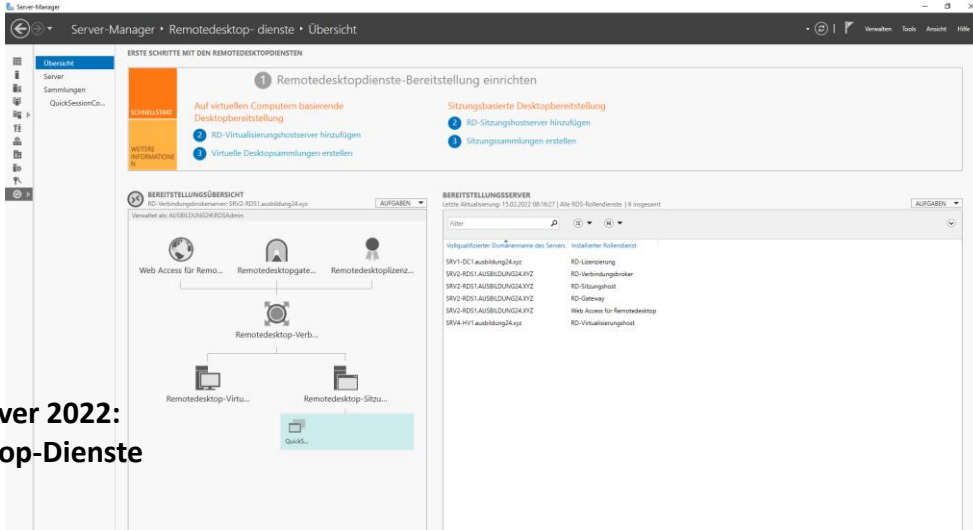 Server-Manager
Server-Manager • Remotedesktop- dienste • Übersicht
Verwalten Tools Ansicht Hilfe
Übersicht
Server
Sammlungen
QuickSessionCo...
ERSTE SCHRITTE MIT DEN REMOTEDESKTOPDIENSTEN
1 Remotedesktopdienste-Bereitstellung einrichten
SCHNELLSTART
WEITERE
INFORMATIONE
N
Auf virtuellen Computern basierende
Desktopbereitstellung
2 RD-Virtualisierungshostserver hinzufügen
3 Virtuelle Desktopsammlungen erstellen
Sitzungsbasierte Desktopbereitstellung
2 RD-Sitzungshostserver hinzufügen
3 Sitzungssammlungen erstellen
BEREITSTELLUNGSÜBERSICHT
RD-Verbindungsbrokerserver: SRV2-RDS1.ausbildung24.xyz
AUFGABEN
Verwaltet als: AUSBILDUNG24\RDSAdmin
Web Access für Remo...
Remotedesktopgate...
Remotedesktoplizenz...
Remotedesktop-Verb...
Remotedesktop-Virtu...
Remotedesktop-Sitzu...
QuickS...
BEREITSTELLUNGSSERVER
Letzte Aktualisierung: 15.02.2022 08:16:27 | Alle RDS-Rollendienste | 6 insgesamt
AUFGABEN
Filter
Vollqualifizierter Domänenname des Servers Installierter Rollendienst
SRV1-DC1.ausbildung24.xyz RD-Lizenzierung
SRV2-RDS1.AUSBILDUNG24.XYZ RD-Verbindungsbroker
SRV2-RDS1.AUSBILDUNG24.XYZ RD-Sitzungshost
SRV2-RDS1.AUSBILDUNG24.XYZ RD-Gateway
SRV2-RDS1.AUSBILDUNG24.XYZ Web Access für Remotedesktop
SRV4-HV1.ausbildung24.xyz RD-Virtualisierungshost
ver 2022:
op-Dienste